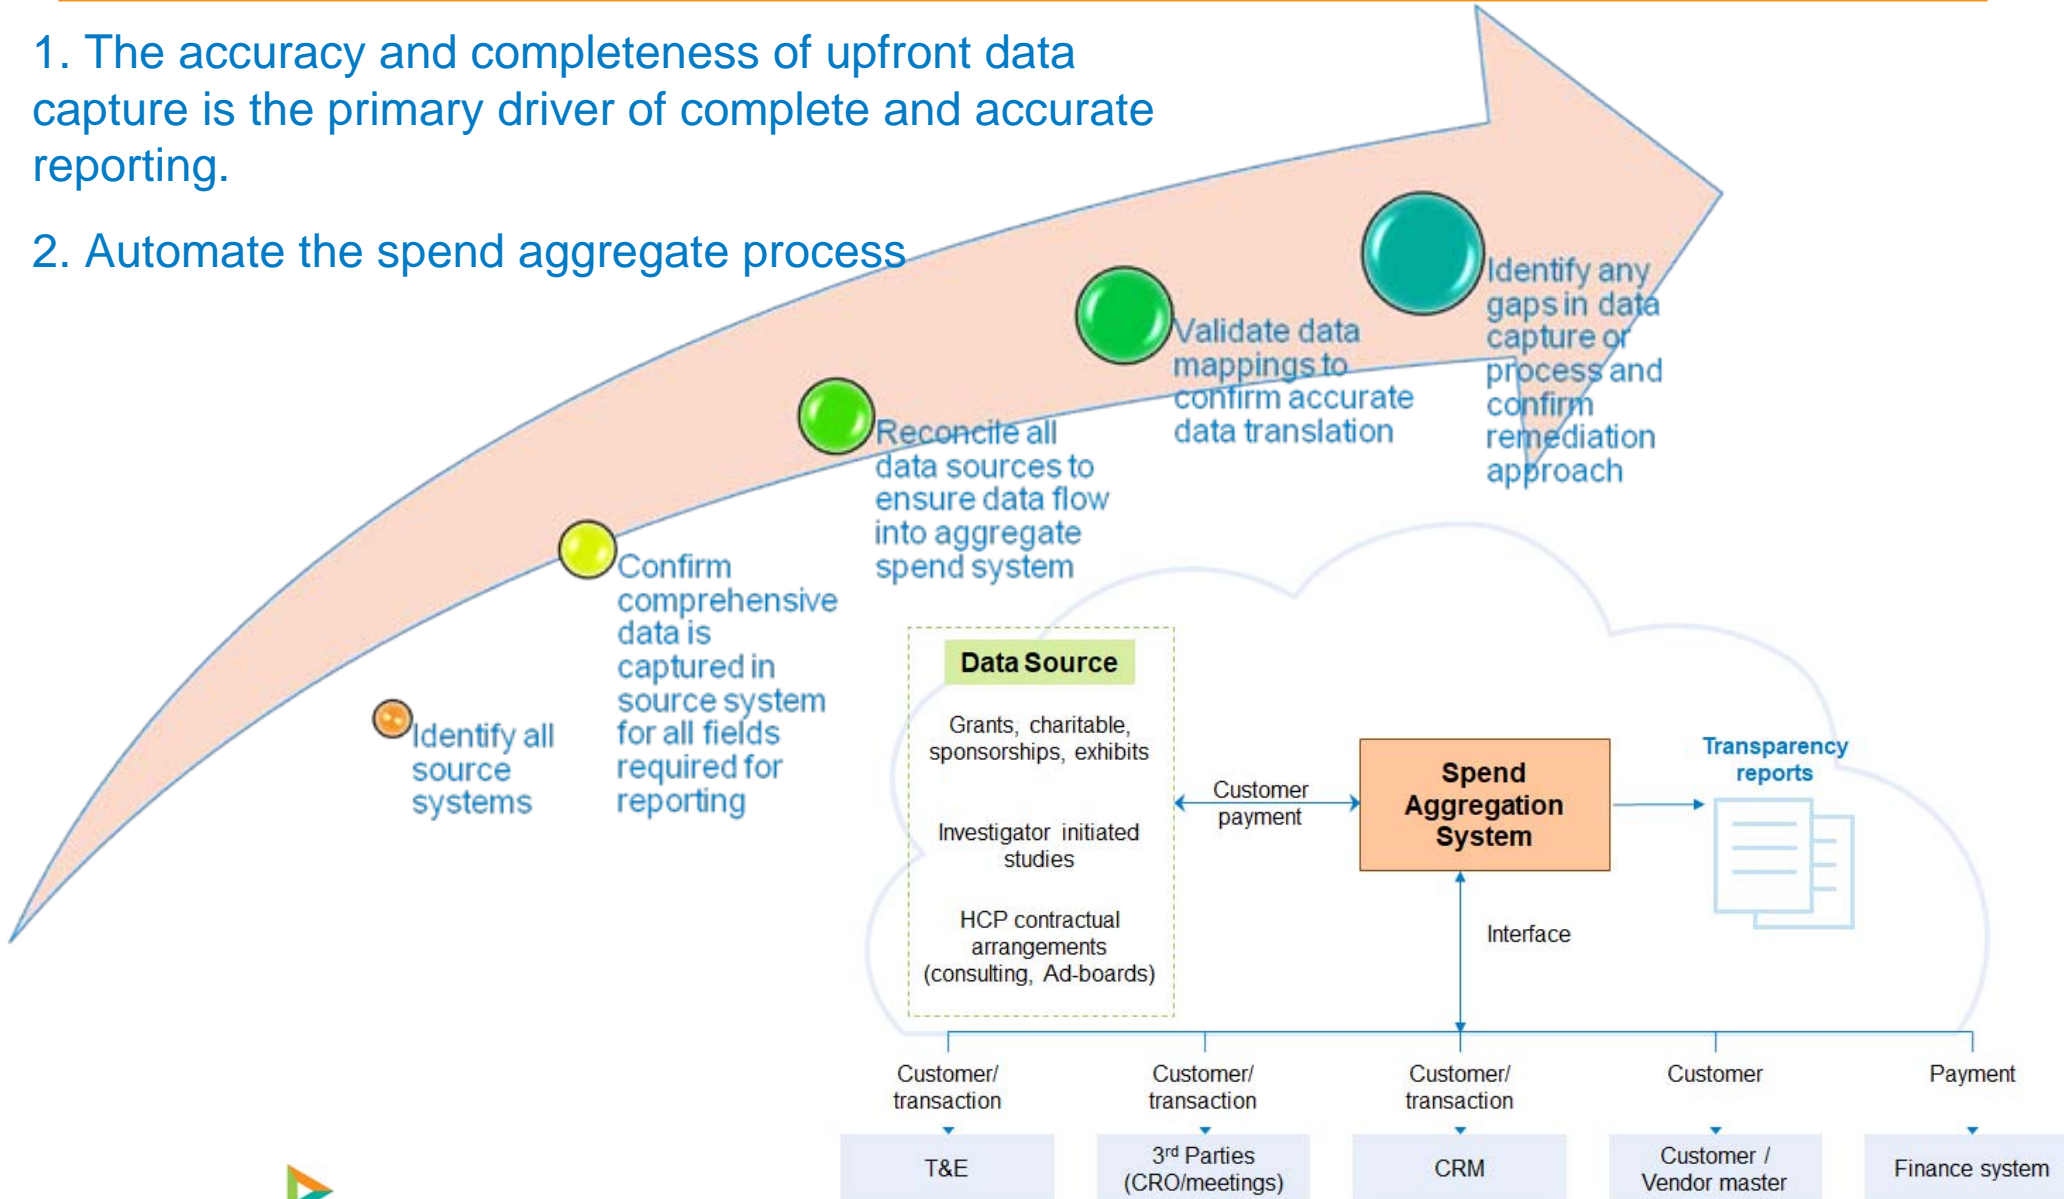 1. The accuracy and completeness of upfront data
capture is the primary driver of complete and accurate
reporting.
2. Automate the spend aggregate process
Identify all
source
systems
Confirm
comprehensive
data is
captured in
source system
for all fields
required for
reporting
Reconcile all
data sources to
ensure data flow
into aggregate
spend system
Validate data
mappings to
confirm accurate
data translation
Identify any
gaps in data
capture or
process and
confirm
remediation
approach
Data Source
Grants, charitable,
sponsorships, exhibits
Investigator initiated
studies
HCP contractual
arrangements
(consulting, Ad-boards)
Customer
payment
Spend
Aggregation
System
Transparency
reports
Interface
Customer/
transaction
Customer/
transaction
Customer/
transaction
Customer
Payment
T&E
3rd Parties
(CRO/meetings)
CRM
Customer /
Vendor master
Finance system